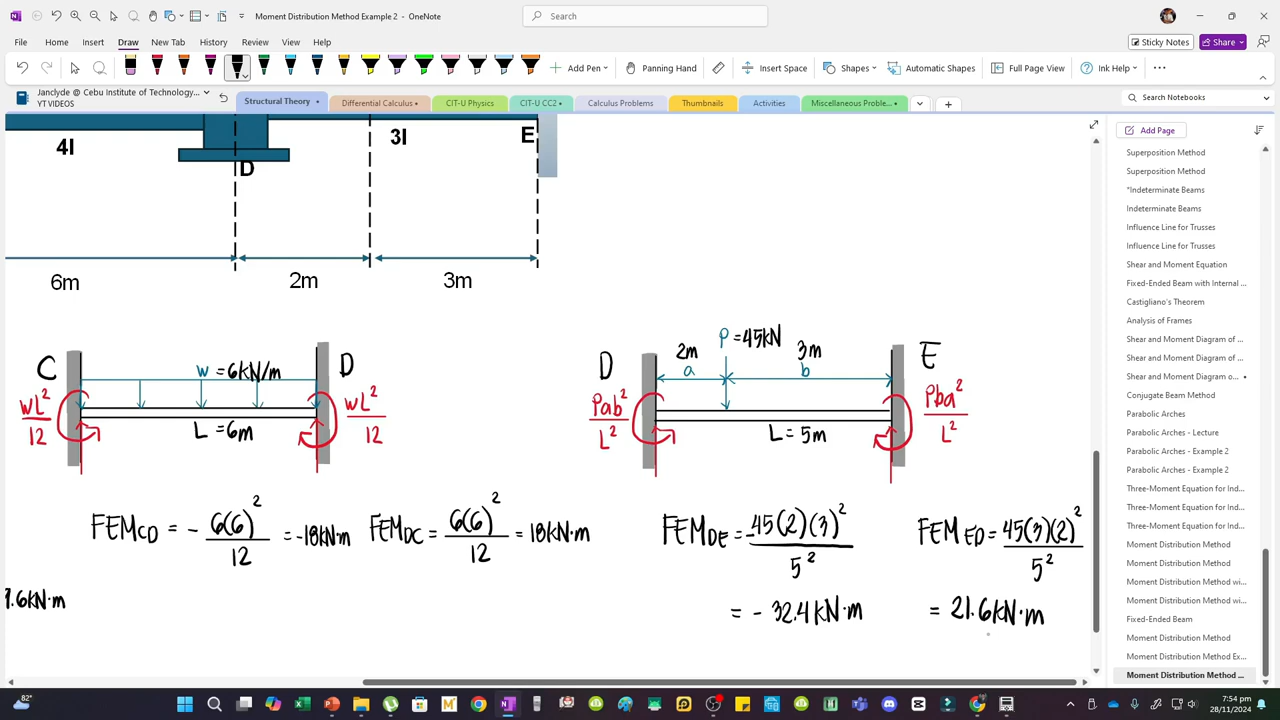 Moment Distribution Method Example 2 - OneNote
Search
File Home Insert Draw New Tab History Review View Help
Sticky Notes
Share
Add Pen
Panning Hand
Insert Space
Shapes
Automatic Shapes
Full Page View
Ink Help
Janclyde @ Cebu Institute of Technology...
YT VIDEOS
Structural Theory
Differential Calculus
CIT-U Physics
CIT-U CC2
Calculus Problems
Thumbnails
Activities
Miscellaneous Proble...
Search Notebooks
Add Page
Superposition Method
Superposition Method
*Indeterminate Beams
Indeterminate Beams
Influence Line for Trusses
Influence Line for Trusses
Shear and Moment Equation
Fixed-Ended Beam with Internal ...
Castigliano's Theorem
Analysis of Frames
Shear and Moment Diagram of ...
Shear and Moment Diagram of ...
Shear and Moment Diagram o...
Conjugate Beam Method
Parabolic Arches
Parabolic Arches - Lecture
Parabolic Arches - Example 2
Parabolic Arches - Example 2
Three-Moment Equation for Ind...
Three-Moment Equation for Ind...
Three-Moment Equation for Ind...
Moment Distribution Method
Moment Distribution Method
Moment Distribution Method wi...
Moment Distribution Method wi...
Fixed-Ended Beam
Moment Distribution Method
Moment Distribution Method Ex...
Moment Distribution Method ...
4I
D
3I
E
6m
2m
3m
C
D
w = 6kN/m
L = 6m
WL²/12
WL²/12
D
E
P = 45kN
2m
3m
a
b
L = 5m
Pab²/L²
Pba²/L²
FEM_CD = - 6(6)²/12 = -18kN·m
FEM_DC = 6(6)²/12 = 18kN·m
FEM_DE = -45(2)(3)²/5²
= - 32.4kN·m
FEM_ED = 45(3)(2)²/5²
= 21.6kN·m
.6kN·m
82°
7:54 pm
28/11/2024